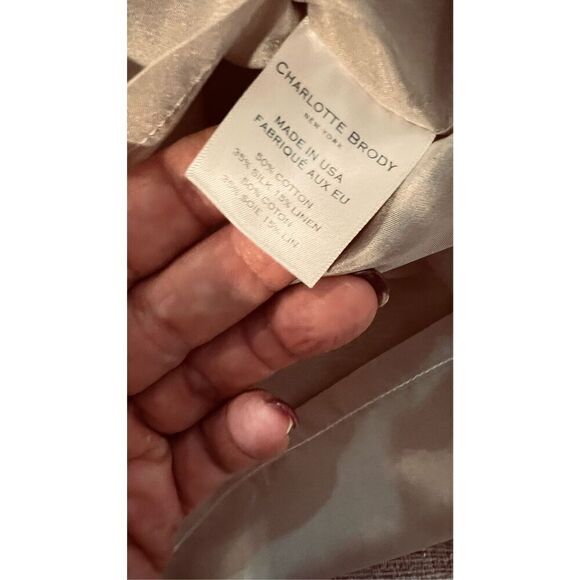 CHARLOTTE BRODY
NEW YORK
MADE IN USA
FABRIQUÉ AUX EU
50% COTTON
35% SILK 15% LINEN
50% COTON
35% SOIE 15% LIN